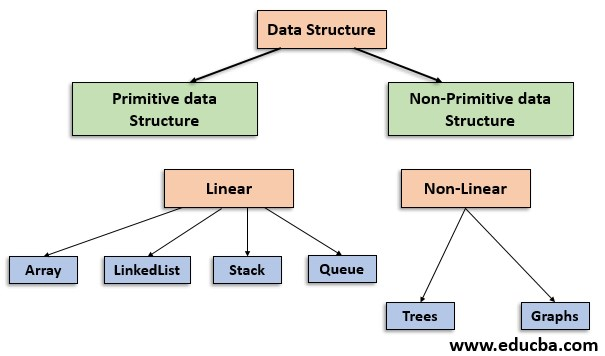 Data Structure
Primitive data
Structure
Non-Primitive data
Structure
Linear
Non-Linear
Array
LinkedList
Stack
Queue
Trees
Graphs
www.educba.com